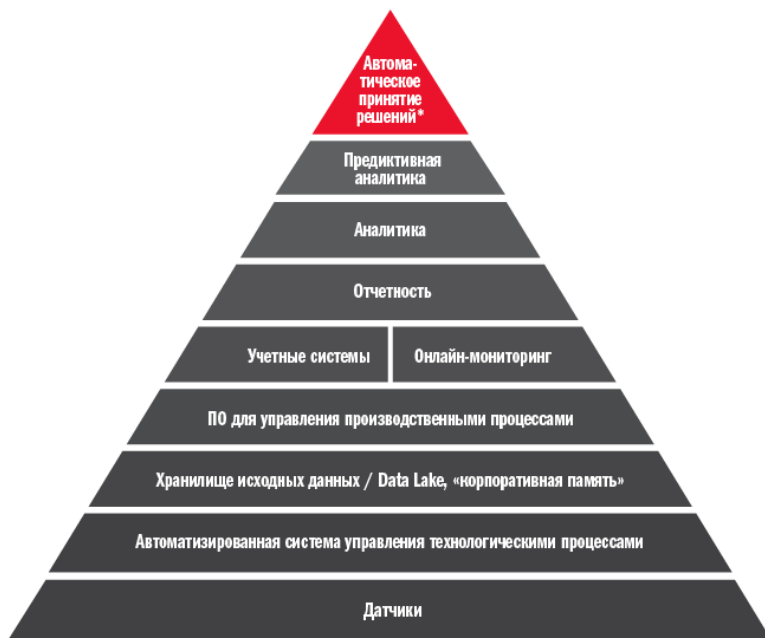 Автома-
тическое
принятие
решений*
Предиктивная
аналитика
Аналитика
Отчетность
Учетные системы
Онлайн-мониторинг
ПО для управления производственными процессами
Хранилище исходных данных / Data Lake, «корпоративная память»
Автоматизированная система управления технологическими процессами
Датчики